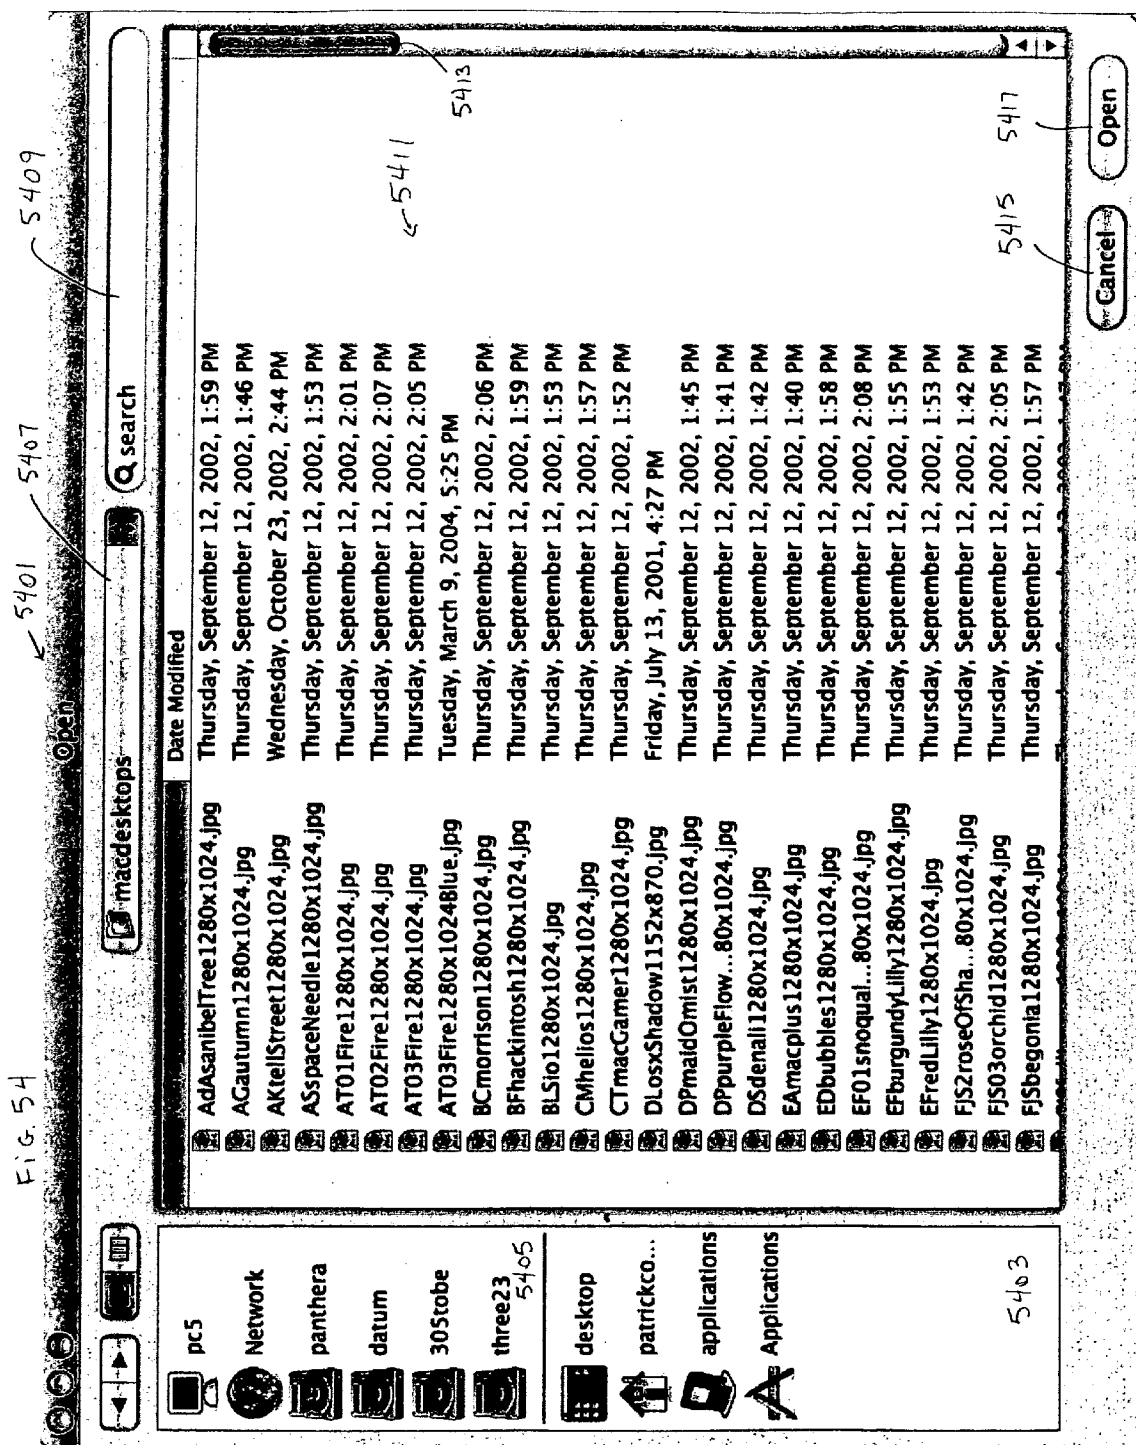 FIG. 54
5401
5407
5409
Open
macdesktops
search
pc5
Network
panthera
datum
305tobe
three23
5405
desktop
patrickco...
applications
Applications
5403
Date Modified
AdAsanibelTree1280x1024.jpg Thursday, September 12, 2002, 1:59 PM
AGautumn1280x1024.jpg Thursday, September 12, 2002, 1:46 PM
AKtellStreet1280x1024.jpg Wednesday, October 23, 2002, 2:44 PM
ASspaceNeedle1280x1024.jpg Thursday, September 12, 2002, 1:53 PM
AT01Fire1280x1024.jpg Thursday, September 12, 2002, 2:01 PM
AT02Fire1280x1024.jpg Thursday, September 12, 2002, 2:07 PM
AT03Fire1280x1024.jpg Thursday, September 12, 2002, 2:05 PM
AT03Fire1280x1024Blue.jpg Tuesday, March 9, 2004, 5:25 PM
BCmorrison1280x1024.jpg Thursday, September 12, 2002, 2:06 PM
BFhackintosh1280x1024.jpg Thursday, September 12, 2002, 1:59 PM
BLSio1280x1024.jpg Thursday, September 12, 2002, 1:53 PM
CMhelios1280x1024.jpg Thursday, September 12, 2002, 1:57 PM
CTmacGamer1280x1024.jpg Thursday, September 12, 2002, 1:52 PM
DLosxShadow1152x870.jpg Friday, July 13, 2001, 4:27 PM
DPmaidOmist1280x1024.jpg Thursday, September 12, 2002, 1:45 PM
DPpurpleFlow...80x1024.jpg Thursday, September 12, 2002, 1:41 PM
DSdenali1280x1024.jpg Thursday, September 12, 2002, 1:42 PM
EAmacplus1280x1024.jpg Thursday, September 12, 2002, 1:40 PM
EDbubbles1280x1024.jpg Thursday, September 12, 2002, 1:58 PM
EF01snoqual...80x1024.jpg Thursday, September 12, 2002, 2:08 PM
EFburgundyLilly1280x1024.jpg Thursday, September 12, 2002, 1:55 PM
EFredLilly1280x1024.jpg Thursday, September 12, 2002, 1:53 PM
FJS2roseOfSha...80x1024.jpg Thursday, September 12, 2002, 1:42 PM
FJS03orchid1280x1024.jpg Thursday, September 12, 2002, 2:05 PM
FJSbegonia1280x1024.jpg Thursday, September 12, 2002, 1:57 PM
5411
5413
5415
5417
Cancel
Open